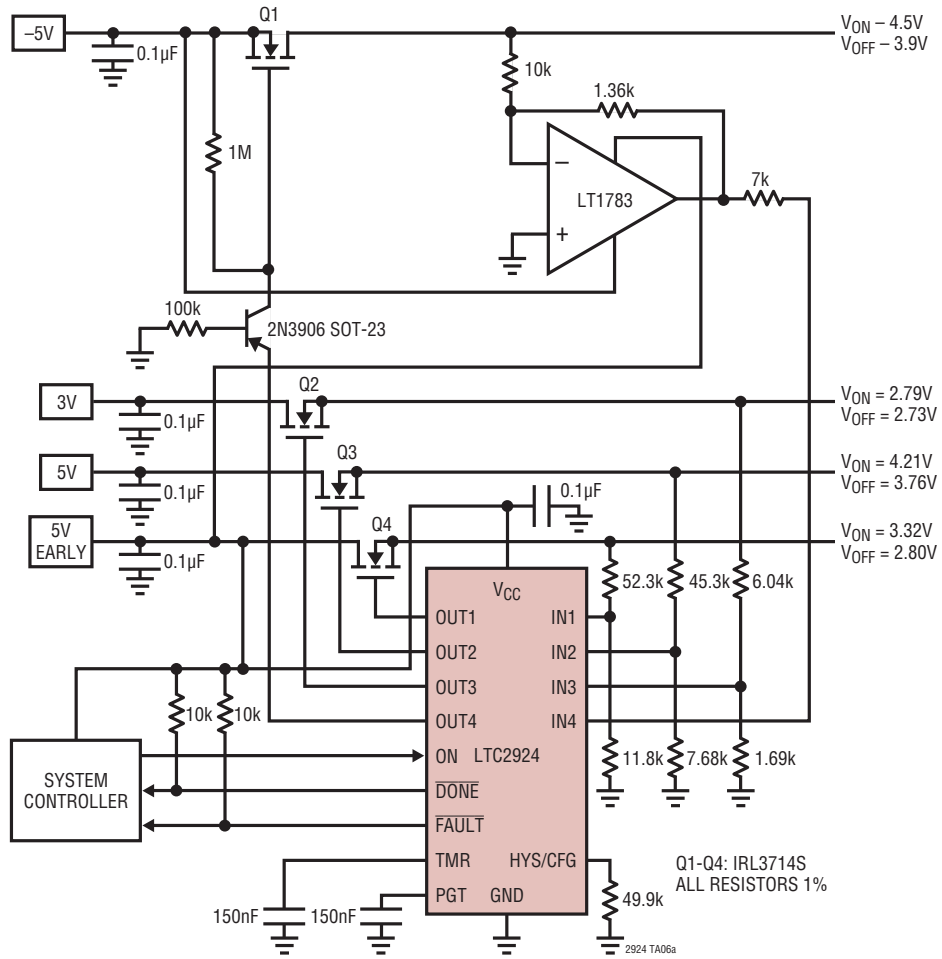 –5V
0.1µF
Q1
1M
10k
1.36k
LT1783
–
+
7k
V_ON – 4.5V
V_OFF – 3.9V
100k
2N3906 SOT-23
3V
0.1µF
Q2
V_ON = 2.79V
V_OFF = 2.73V
5V
0.1µF
Q3
V_ON = 4.21V
V_OFF = 3.76V
5V
EARLY
0.1µF
Q4
0.1µF
V_ON = 3.32V
V_OFF = 2.80V
52.3k
45.3k
6.04k
V_CC
OUT1
IN1
OUT2
IN2
OUT3
IN3
OUT4
IN4
10k
10k
ON
LTC2924
11.8k
7.68k
1.69k
SYSTEM
CONTROLLER
DONE
FAULT
TMR
HYS/CFG
PGT
GND
150nF
150nF
49.9k
Q1-Q4: IRL3714S
ALL RESISTORS 1%
2924 TA06a